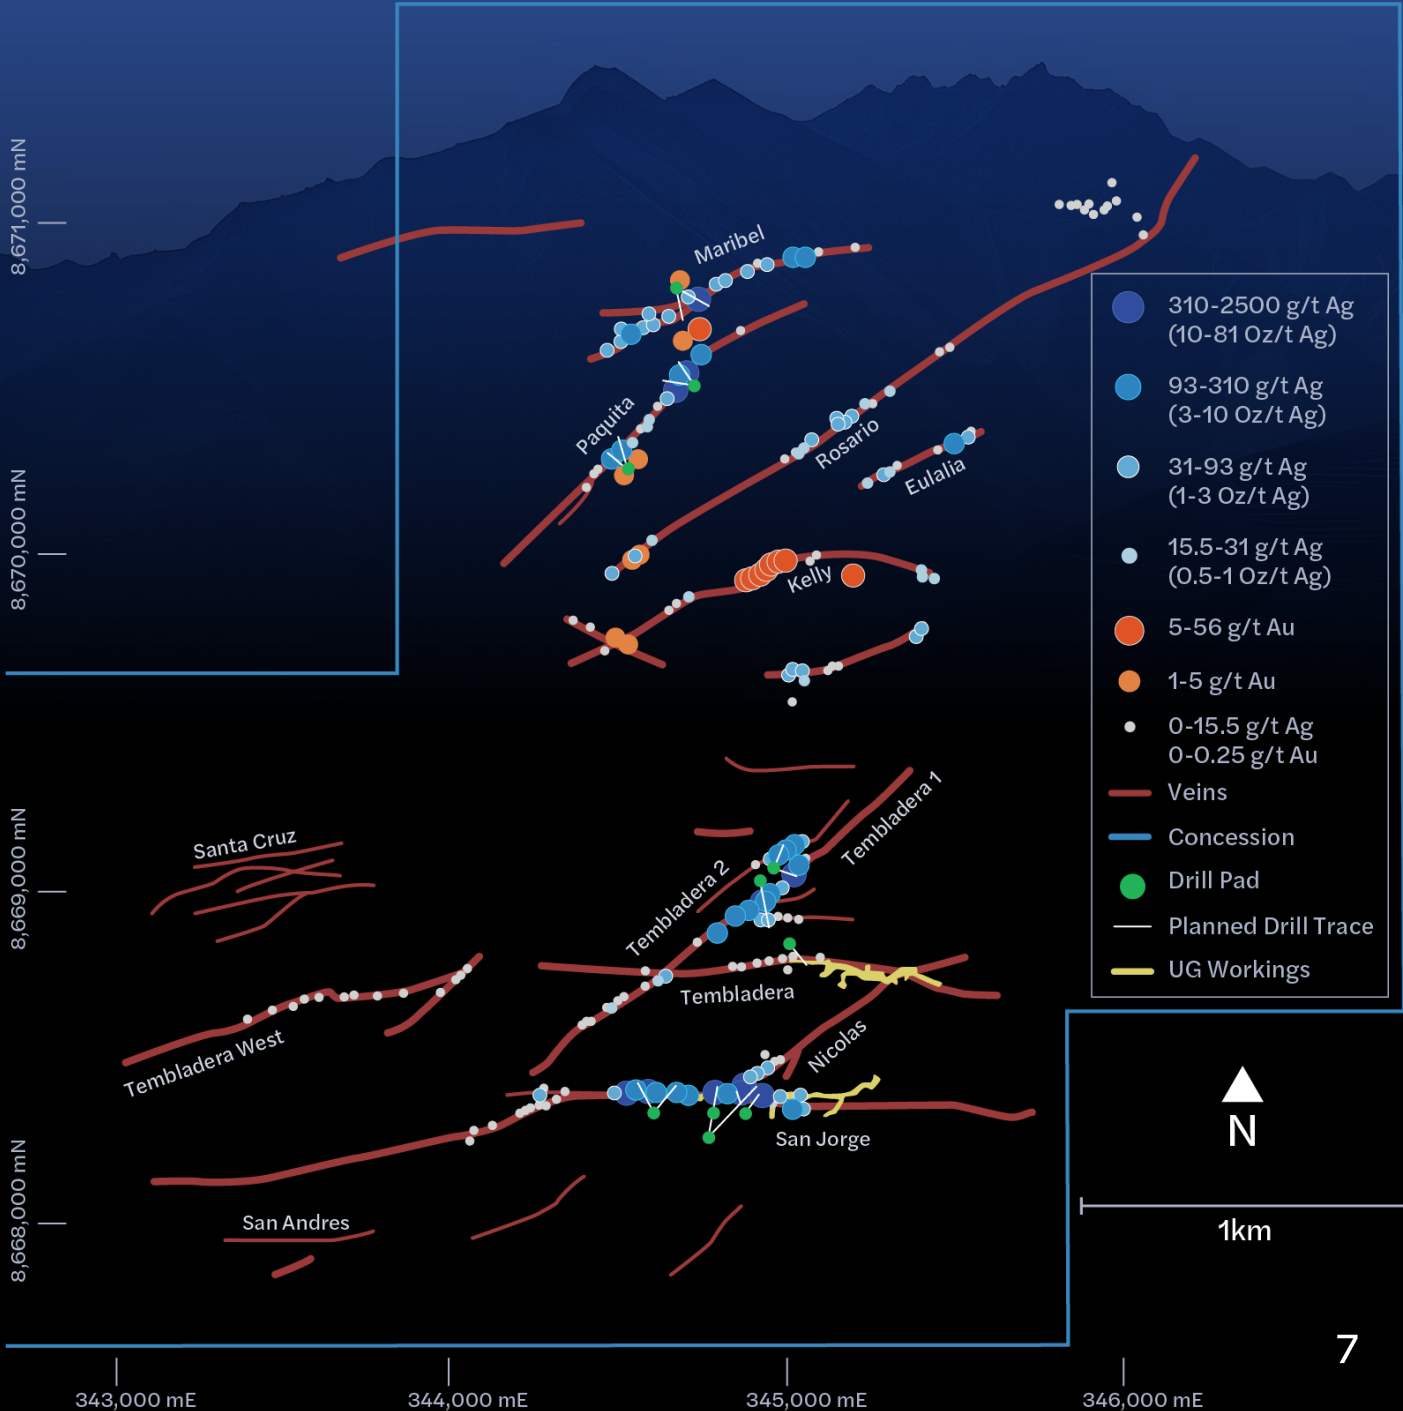 8,671,000 mN
8,670,000 mN
8,669,000 mN
8,668,000 mN
Maribel
Paquita
Rosario
Eulalia
Kelly
310-2500 g/t Ag
(10-81 Oz/t Ag)
93-310 g/t Ag
(3-10 Oz/t Ag)
31-93 g/t Ag
(1-3 Oz/t Ag)
15.5-31 g/t Ag
(0.5-1 Oz/t Ag)
5-56 g/t Au
1-5 g/t Au
0-15.5 g/t Ag
0-0.25 g/t Au
Veins
Concession
Drill Pad
Planned Drill Trace
UG Workings
Santa Cruz
Tembladera 1
Tembladera 2
Tembladera
Tembladera West
Nicolas
San Jorge
San Andres
N
1km
7
343,000 mE
344,000 mE
345,000 mE
346,000 mE